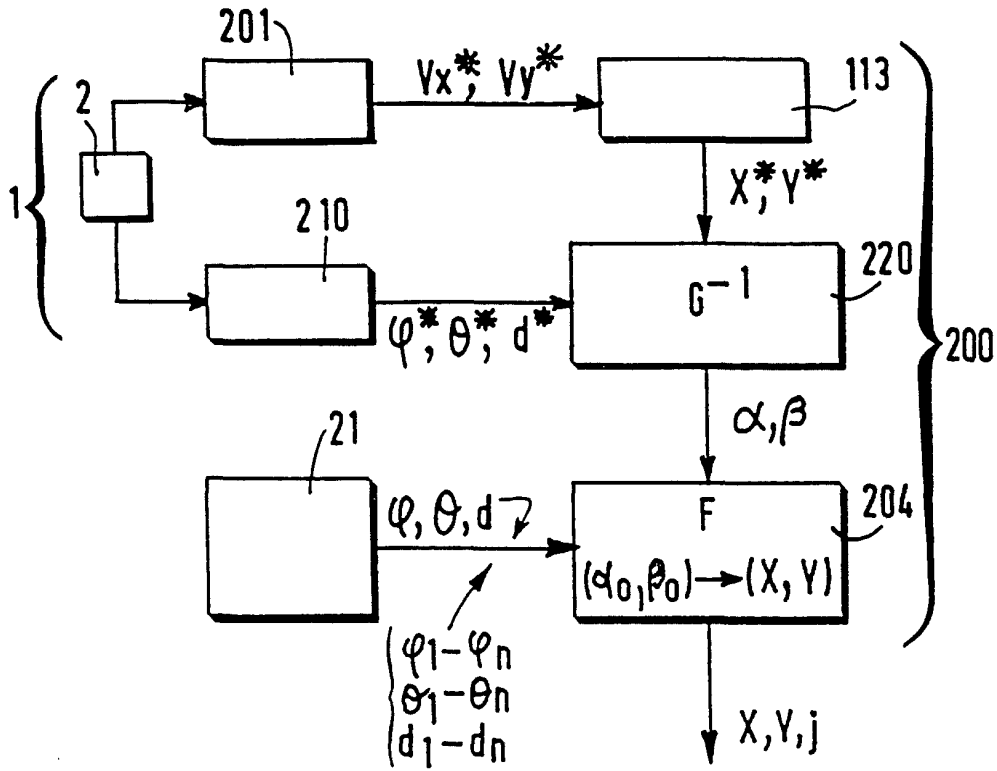 201
Vx*, Vy*
113
2
1
X*, Y*
210
220
G⁻¹
φ*, θ*, d*
200
α, β
21
204
φ, θ, d
F
(α₀, β₀) → (X, Y)
φ1–φn
θ1–θn
d1–dn
X, Y, j